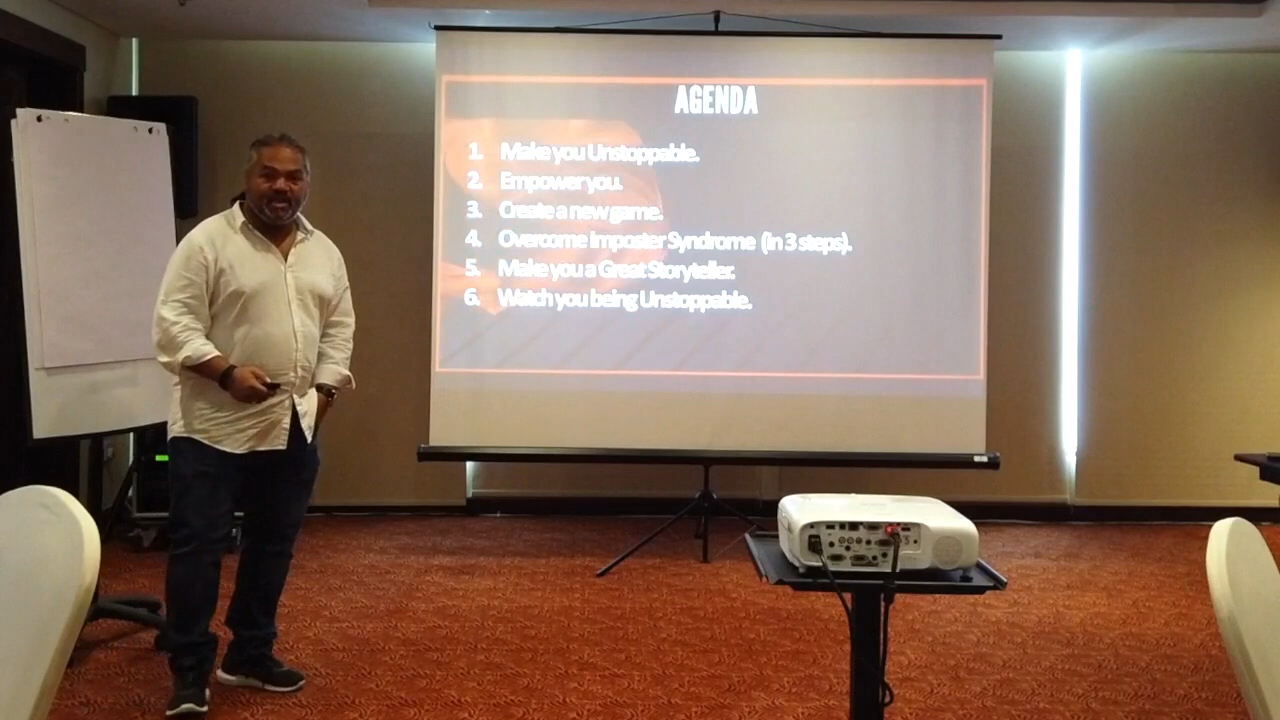 AGENDA
1. Make you Unstoppable.
2. Empower you.
3. Create a new game.
4. Overcome Imposter Syndrome (in 3 steps).
5. Make you a Great Storyteller.
6. Watch you being Unstoppable.
3